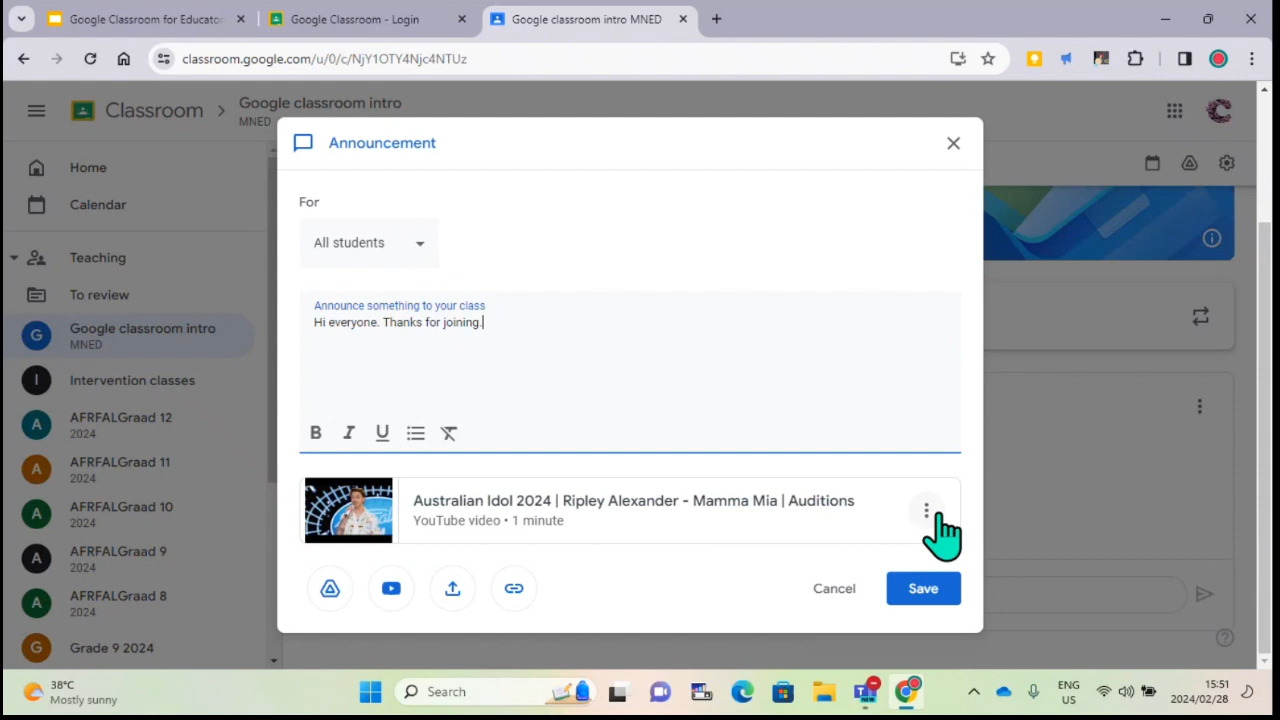 Google Classroom for Educator
Google Classroom - Login
Google classroom intro MNED
classroom.google.com/u/0/c/NjY1OTY4Njc4NTUz
Classroom
Google classroom intro
MNED
Announcement
Home
Calendar
For
All students
Teaching
To review
Google classroom intro
MNED
Announce something to your class
Hi everyone. Thanks for joining.
Intervention classes
AFRFALGraad 12
2024
AFRFALGraad 11
2024
AFRFALGraad 10
2024
AFRFALGraad 9
2024
AFRFALGraad 8
2024
Grade 9 2024
G
I
A
A
A
A
A
G
B I U
Australian Idol 2024 | Ripley Alexander - Mamma Mia | Auditions
YouTube video • 1 minute
Cancel
Save
38°C
Mostly sunny
Search
ENG
US
15:51
2024/02/28